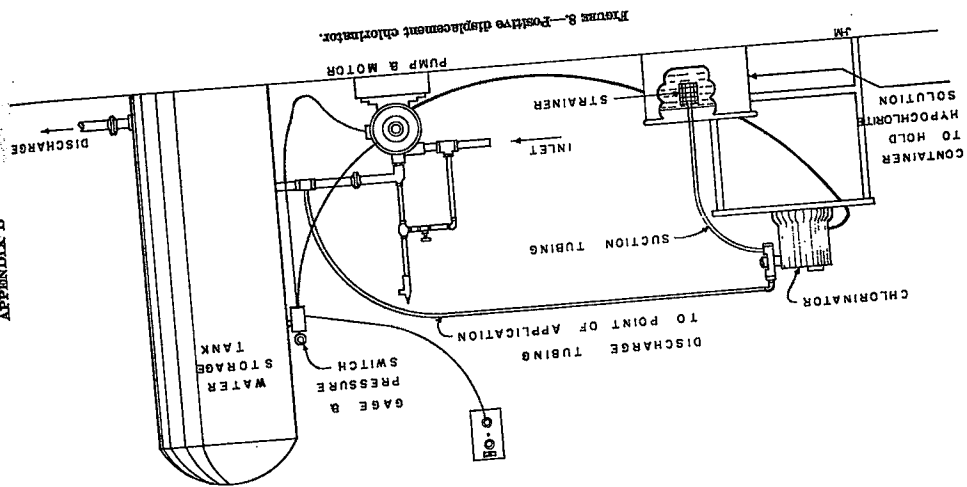 APPENDIX
GAGE &
PRESSURE
SWITCH
WATER
STORAGE
TANK
DISCHARGE TUBING
TO POINT OF APPLICATION
CHLORINATOR
SUCTION TUBING
CONTAINER
TO HOLD
HYPOCHLORITE
SOLUTION
INLET
STRAINER
DISCHARGE
PUMP & MOTOR
JHM
FIGURE 8.—Positive displacement chlorinator.